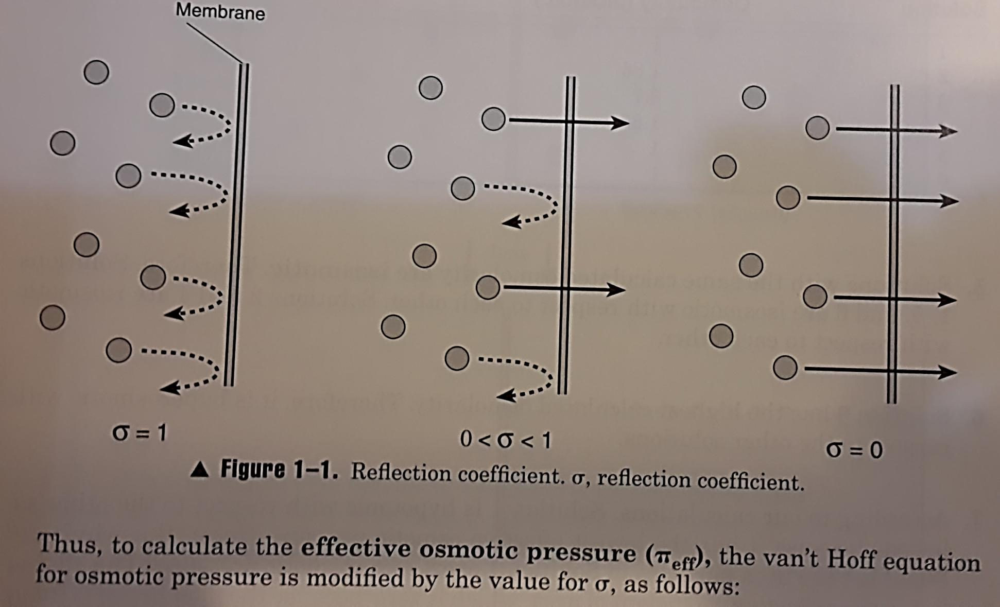 Membrane
σ = 1
0 < σ < 1
σ = 0
▲ Figure 1–1. Reflection coefficient. σ, reflection coefficient.
Thus, to calculate the effective osmotic pressure (πeff), the van't Hoff equation
for osmotic pressure is modified by the value for σ, as follows: